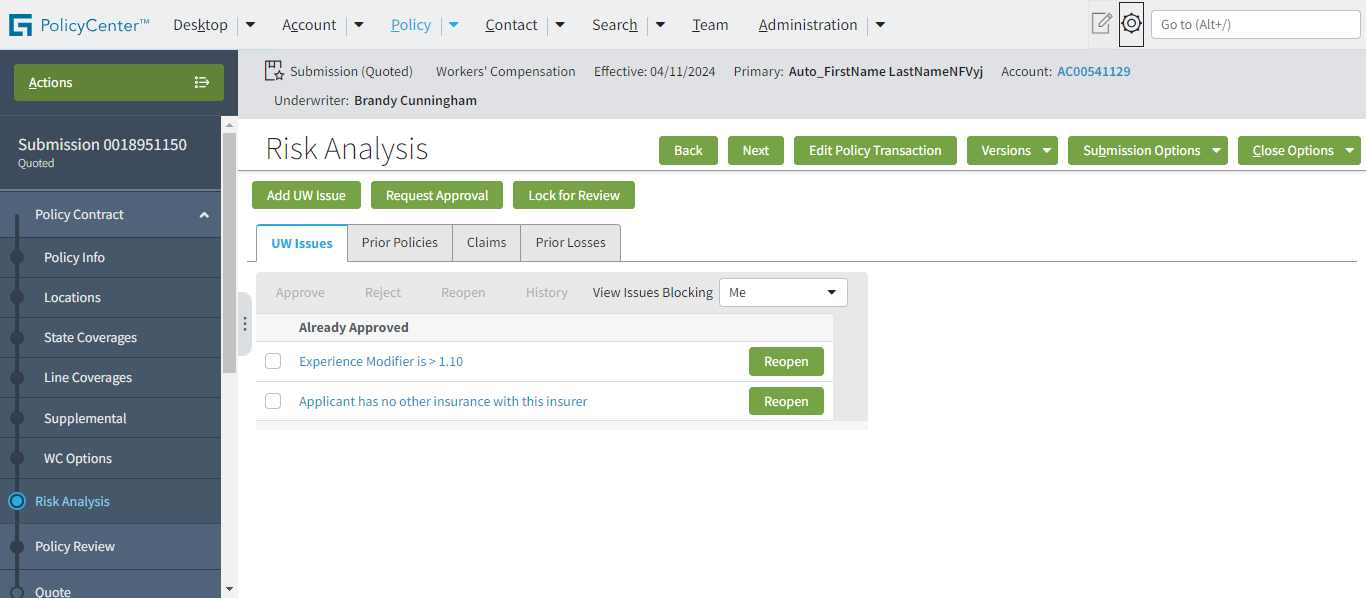 PolicyCenter™ Desktop Account Policy Contact Search Team Administration Go to (Alt+/)
Actions
Submission (Quoted) Workers' Compensation Effective: 04/11/2024 Primary: Auto_FirstName LastNameNFVyj Account: AC00541129
Underwriter: Brandy Cunningham
Submission 0018951150
Quoted
Policy Contract
Policy Info
Locations
State Coverages
Line Coverages
Supplemental
WC Options
Risk Analysis
Policy Review
Quote
Risk Analysis
Back Next Edit Policy Transaction Versions Submission Options Close Options
Add UW Issue Request Approval Lock for Review
UW Issues Prior Policies Claims Prior Losses
Approve Reject Reopen History View Issues Blocking Me
Already Approved
Experience Modifier is > 1.10 Reopen
Applicant has no other insurance with this insurer Reopen